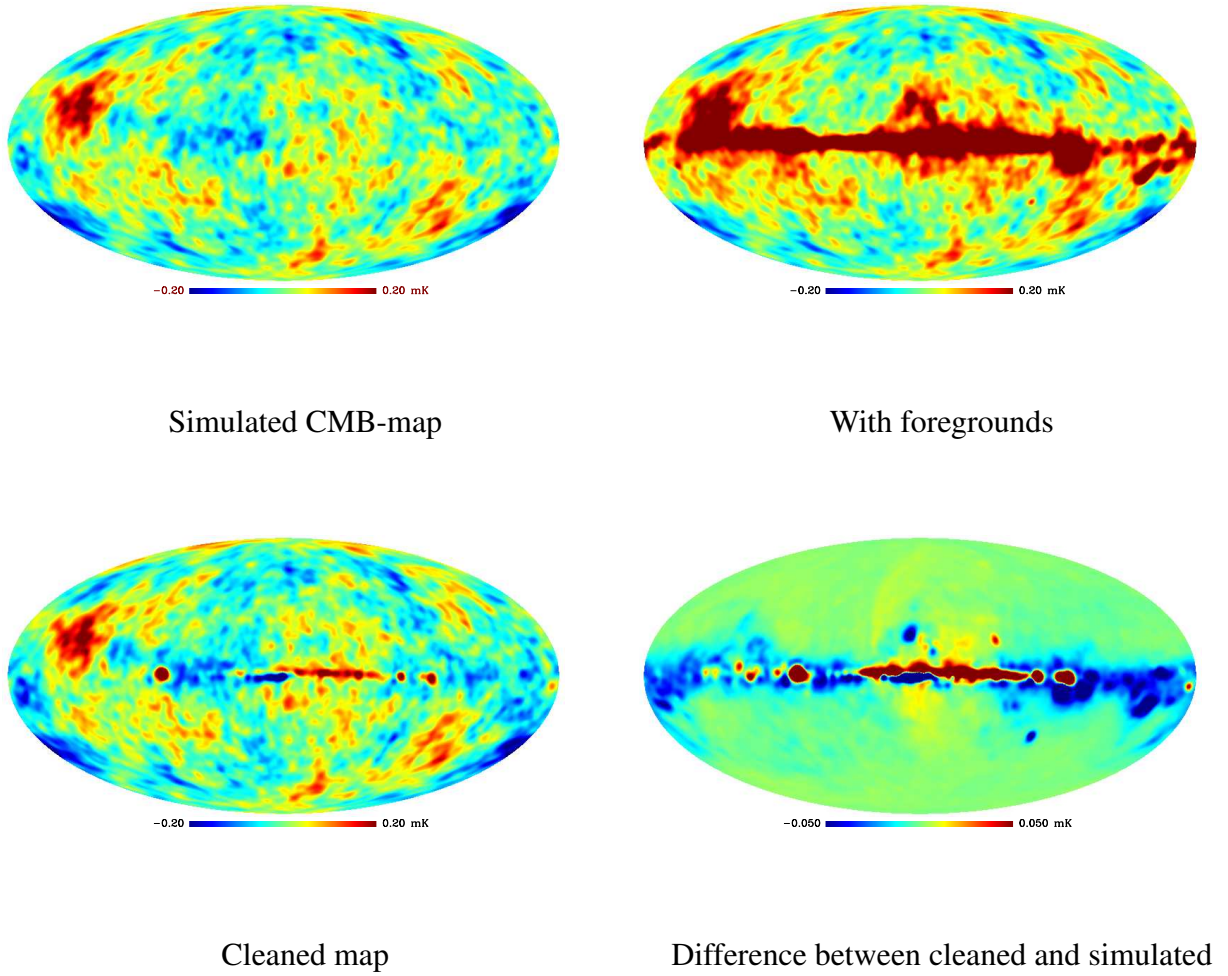 -0.20 0.20 mK
-0.20 0.20 mK
Simulated CMB-map
With foregrounds
-0.20 0.20 mK
-0.050 0.050 mK
Cleaned map
Difference between cleaned and simulated